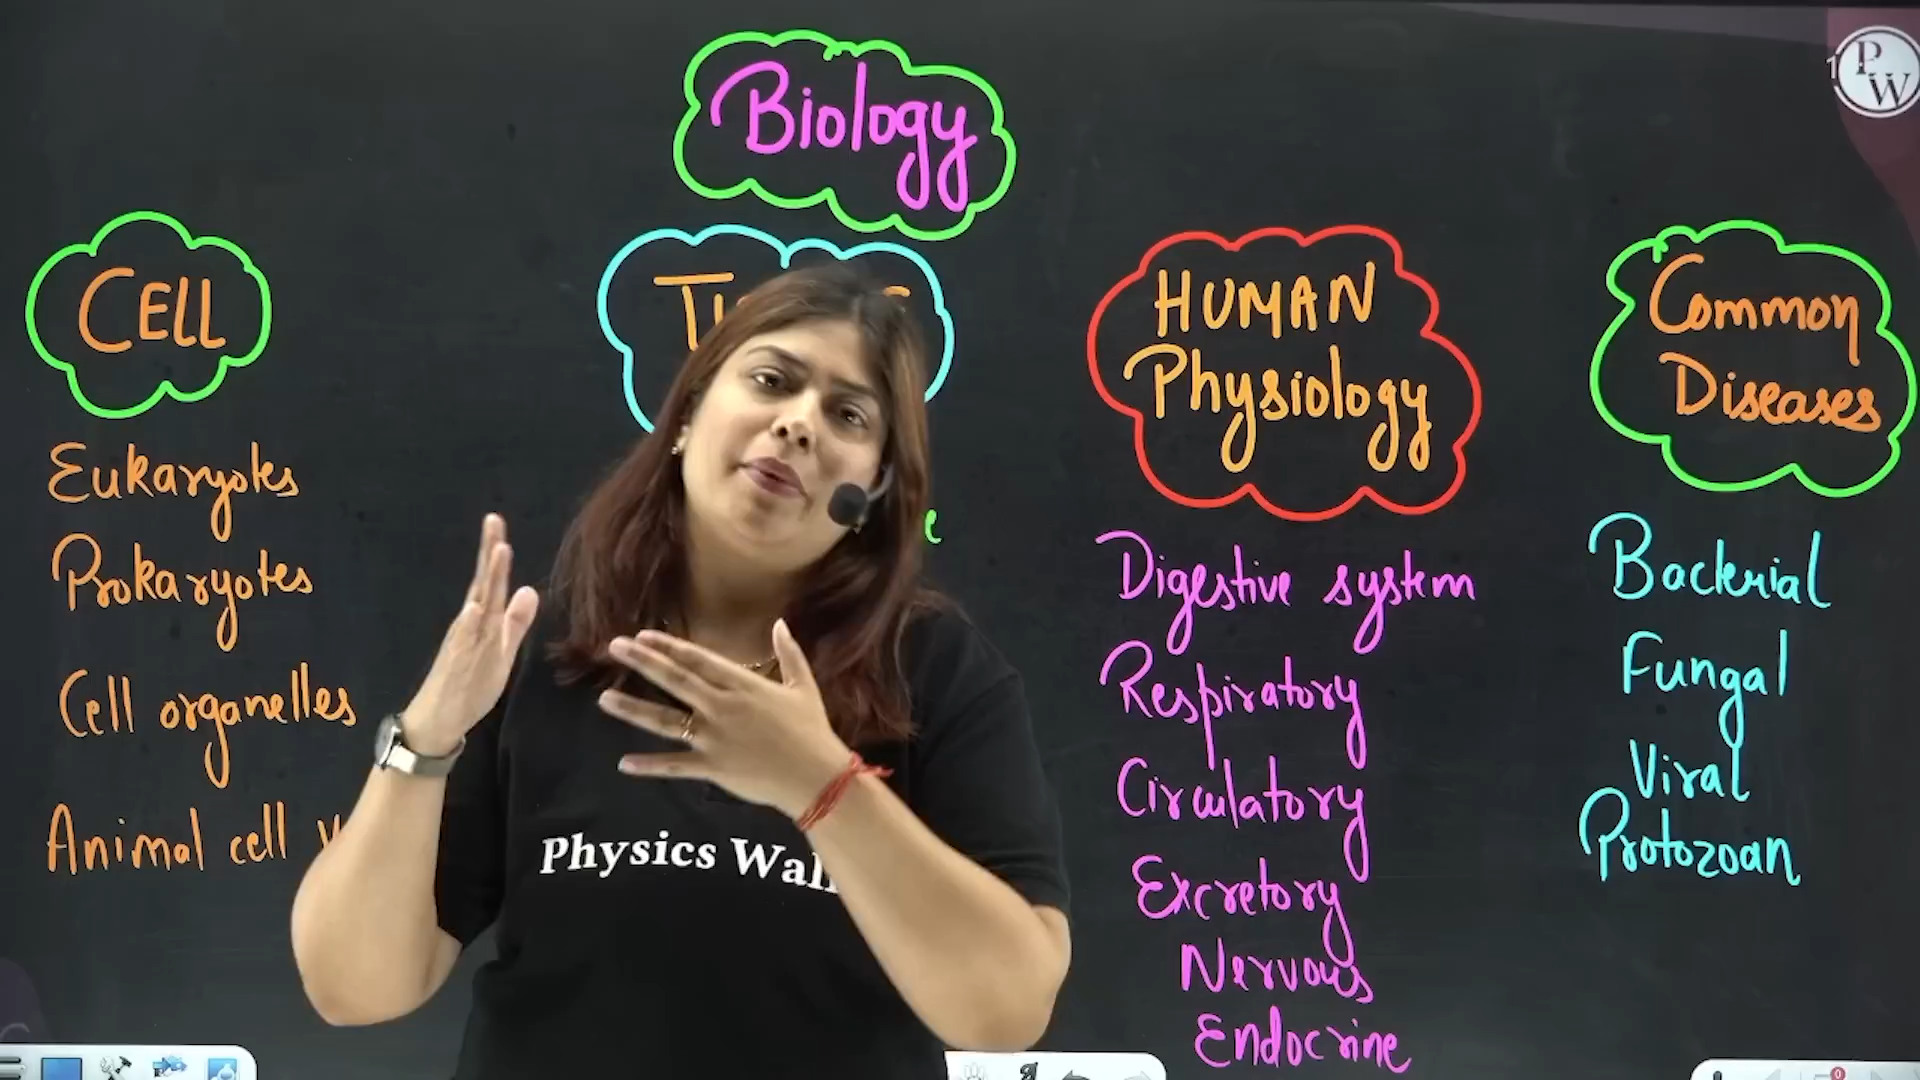 Biology
P
W
CELL
Eukaryotes
Prokaryotes
Cell organelles
Animal cell
HUMAN
Physiology
Digestive system
Respiratory
Circulatory
Excretory
Nervous
Endocrine
Common
Diseases
Bacterial
Fungal
Viral
Protozoan
Physics Wall